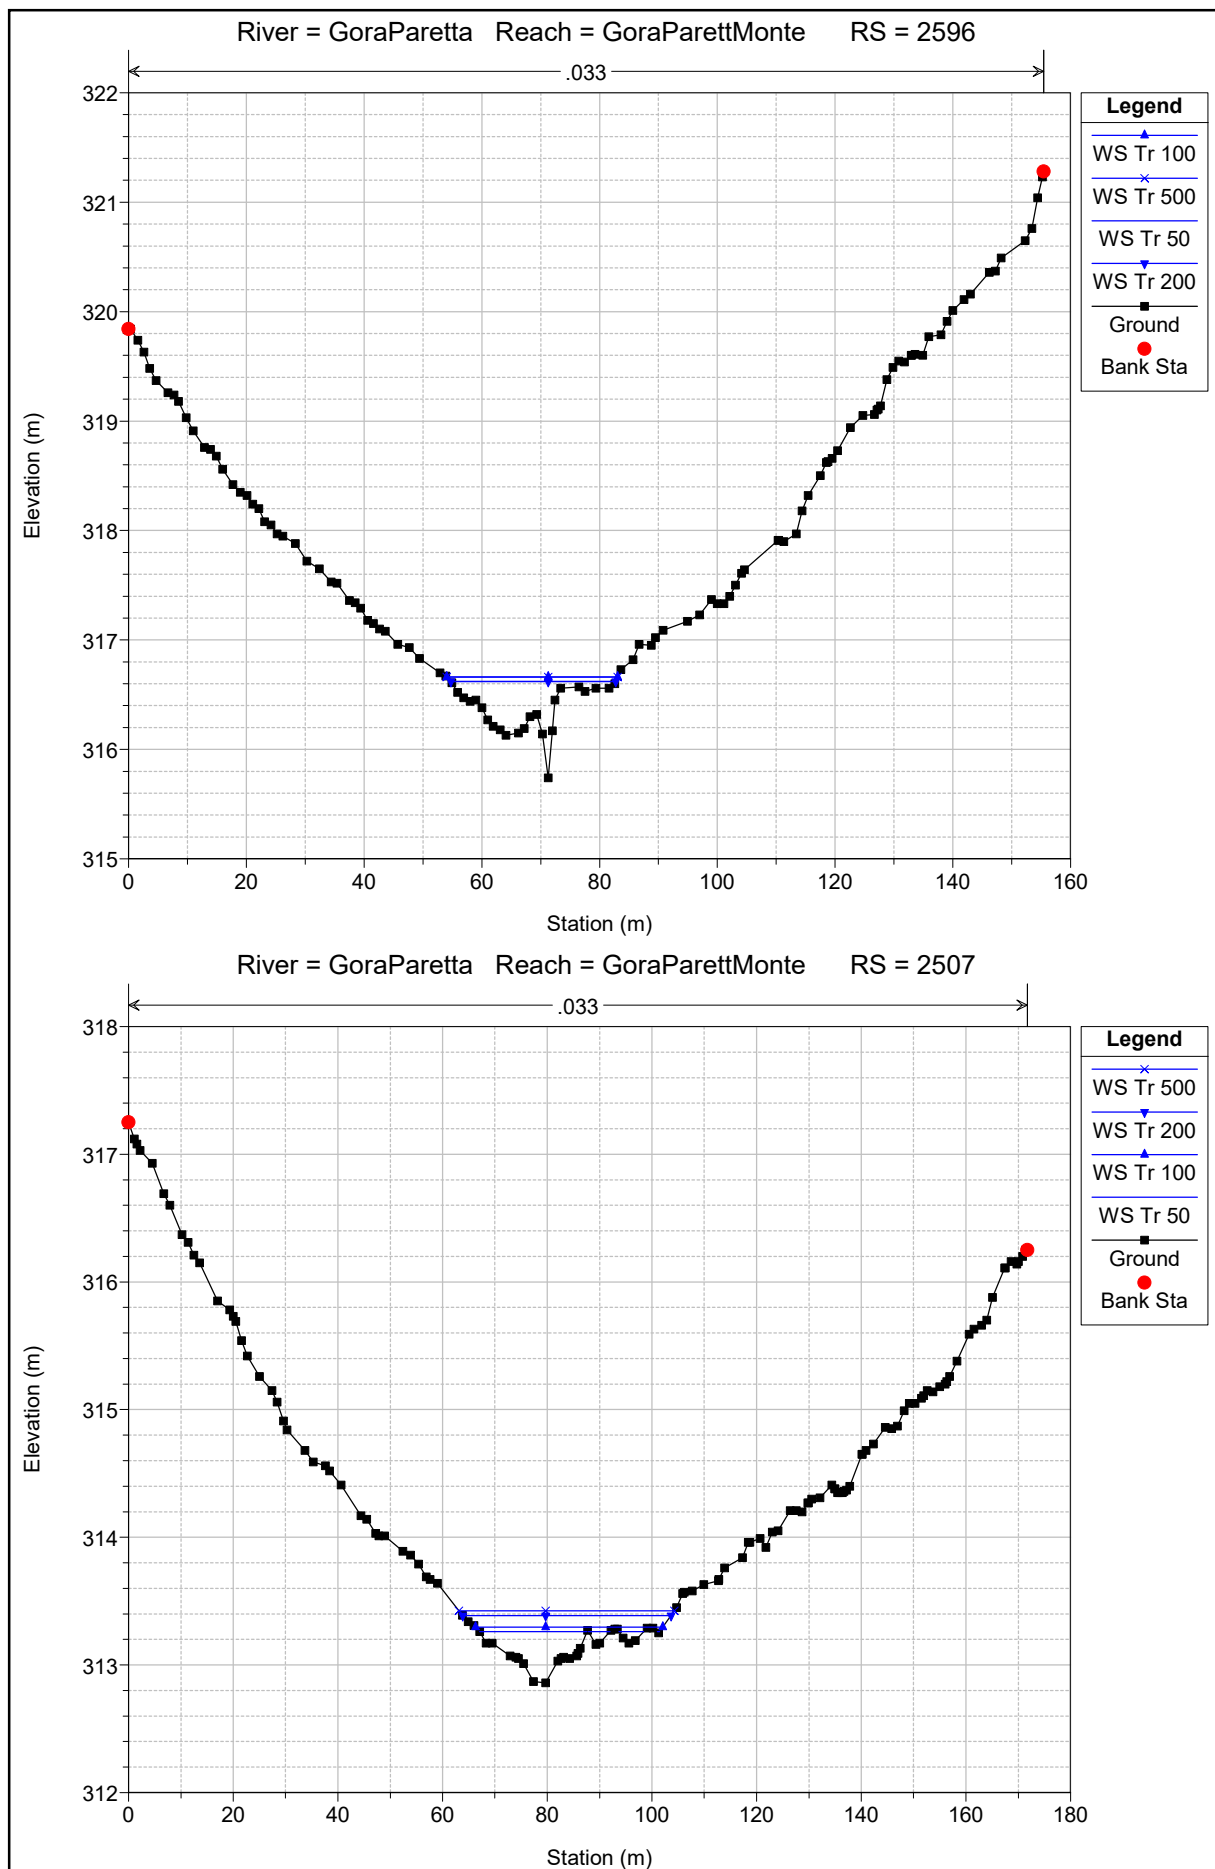 River = GoraParetta Reach = GoraParettMonte RS = 2596
.033
322
321
320
319
318
317
316
315
Elevation (m)
0 20 40 60 80 100 120 140 160
Station (m)
Legend
WS Tr 100
WS Tr 500
WS Tr 50
WS Tr 200
Ground
Bank Sta
River = GoraParetta Reach = GoraParettMonte RS = 2507
.033
318
317
316
315
314
313
312
Elevation (m)
0 20 40 60 80 100 120 140 160 180
Station (m)
Legend
WS Tr 500
WS Tr 200
WS Tr 100
WS Tr 50
Ground
Bank Sta